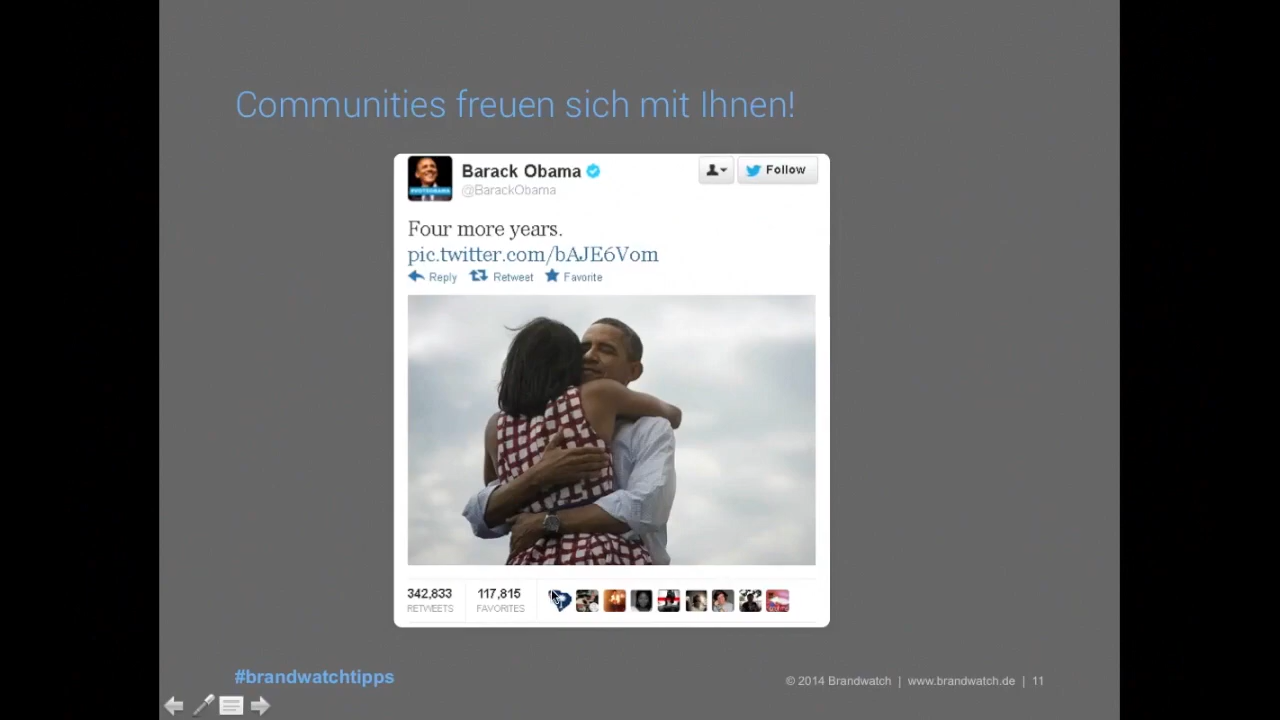 Communities freuen sich mit Ihnen!
Barack Obama
@BarackObama
Follow
Four more years.
pic.twitter.com/bAJE6Vom
Reply Retweet Favorite
342,833 117,815
RETWEETS FAVORITES
#brandwatchtipps
© 2014 Brandwatch | www.brandwatch.de | 11